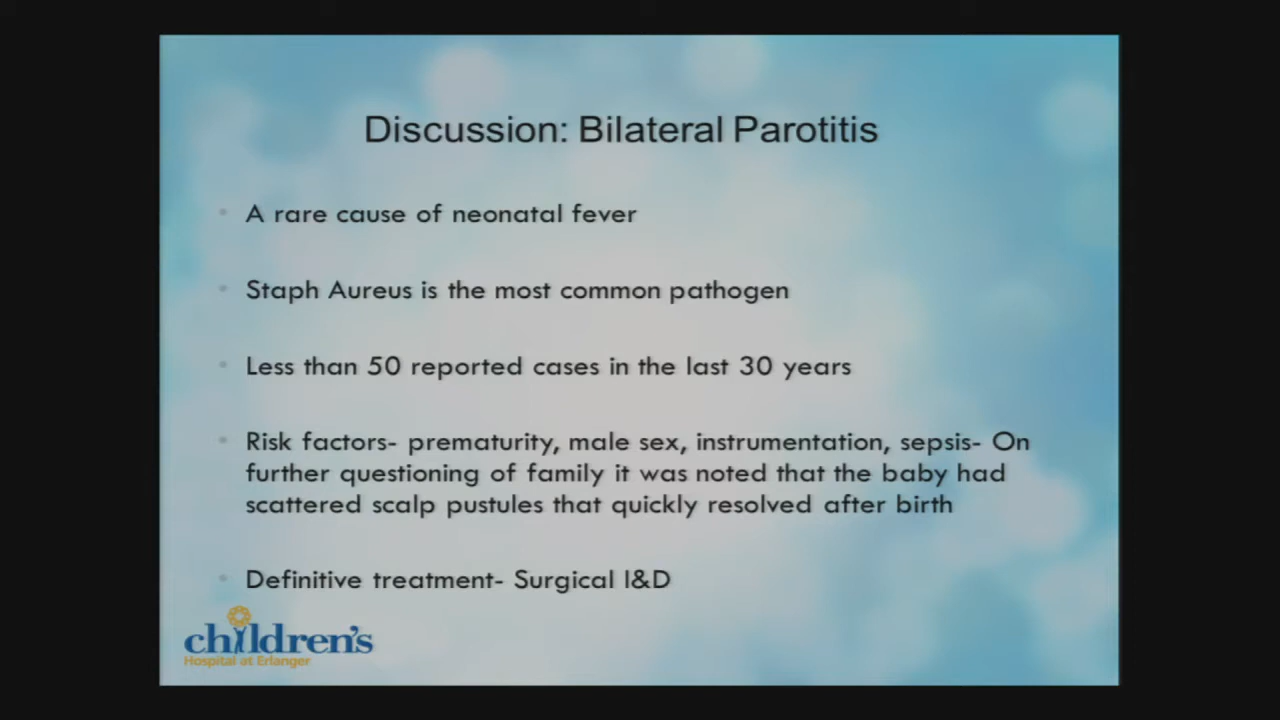 Discussion: Bilateral Parotitis
• A rare cause of neonatal fever
• Staph Aureus is the most common pathogen
• Less than 50 reported cases in the last 30 years
• Risk factors- prematurity, male sex, instrumentation, sepsis- On
further questioning of family it was noted that the baby had
scattered scalp pustules that quickly resolved after birth
• Definitive treatment- Surgical I&D
children's
Hospital at Erlanger